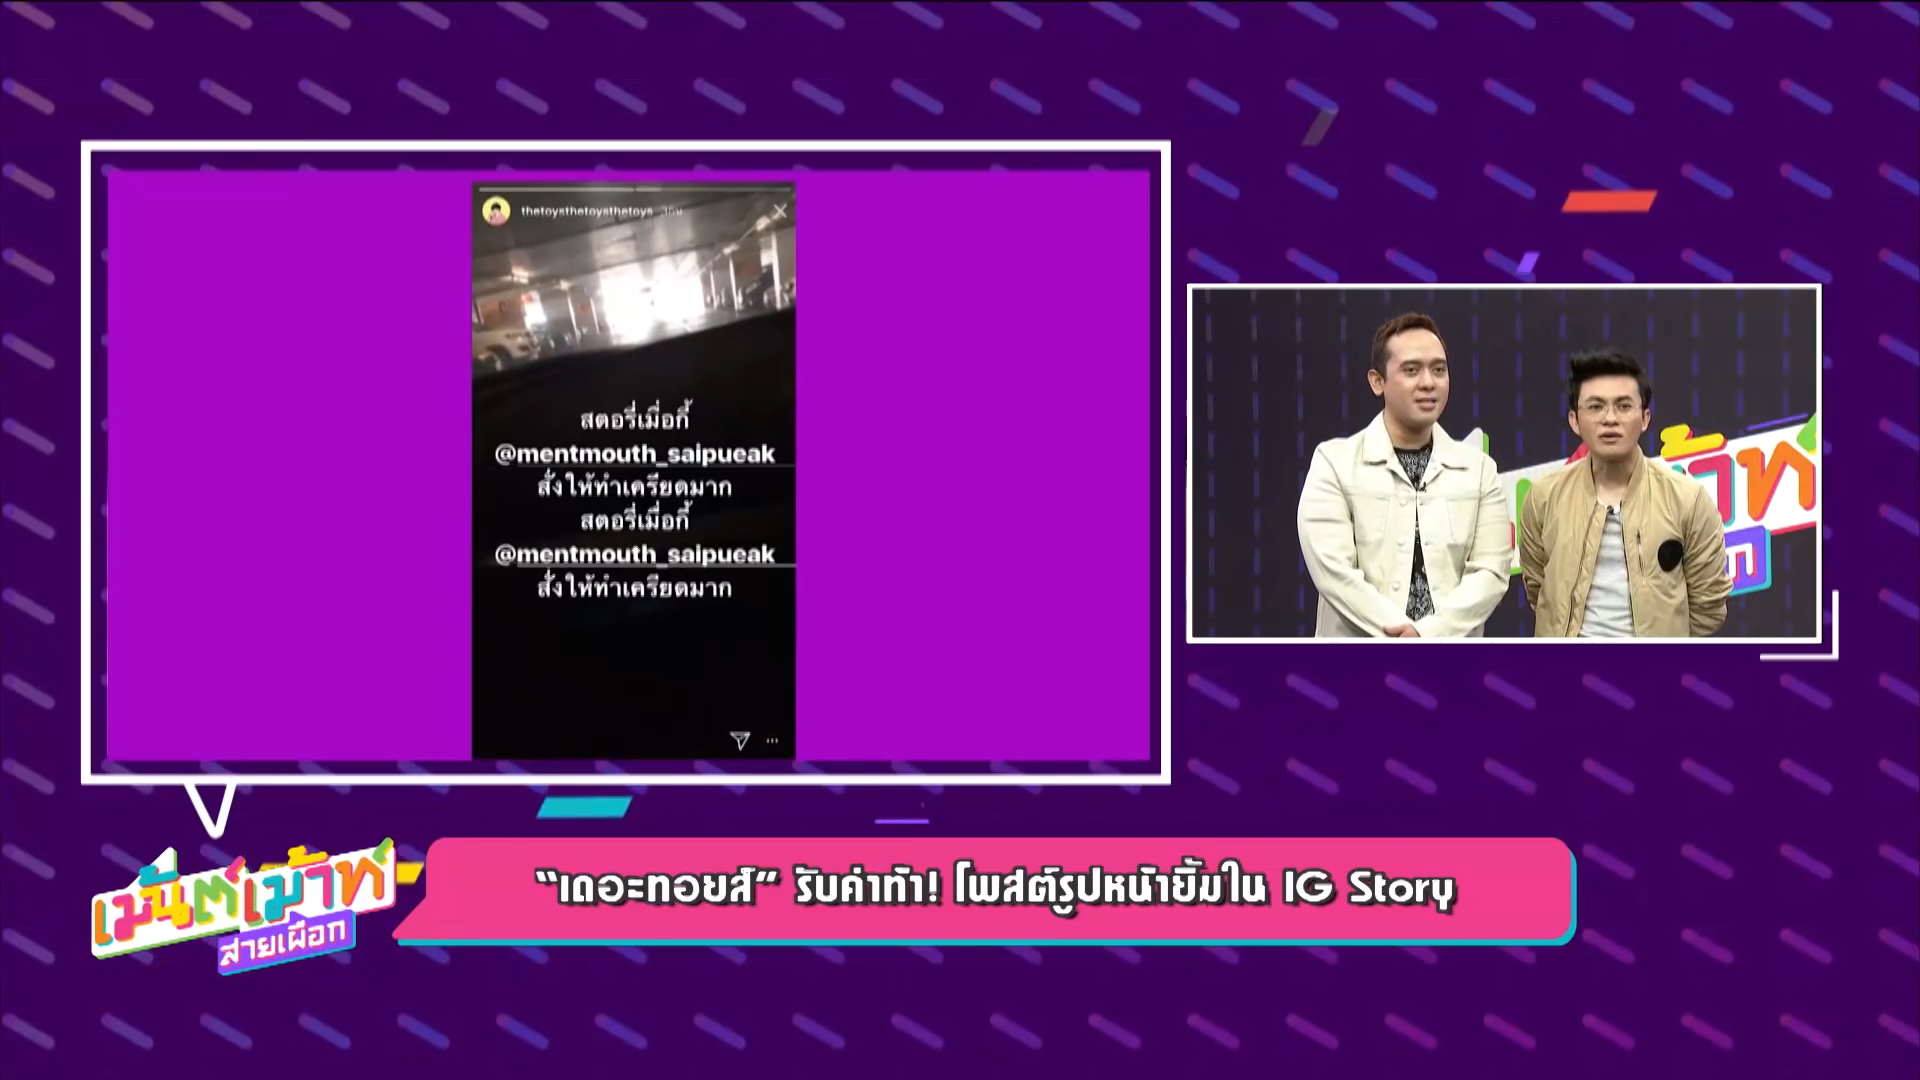 thetoysthetoysthetoys
สตอรี่เมื่อกี้
@mentmouth_saipueak
สั่งให้ทำเครียดมาก
สตอรี่เมื่อกี้
@mentmouth_saipueak
สั่งให้ทำเครียดมาก
เม้นต์เม้าท์
สายเผือก
“เดอะทอยส์” รับคำท้า! โพสต์รูปหน้ายิ้มใน IG Story